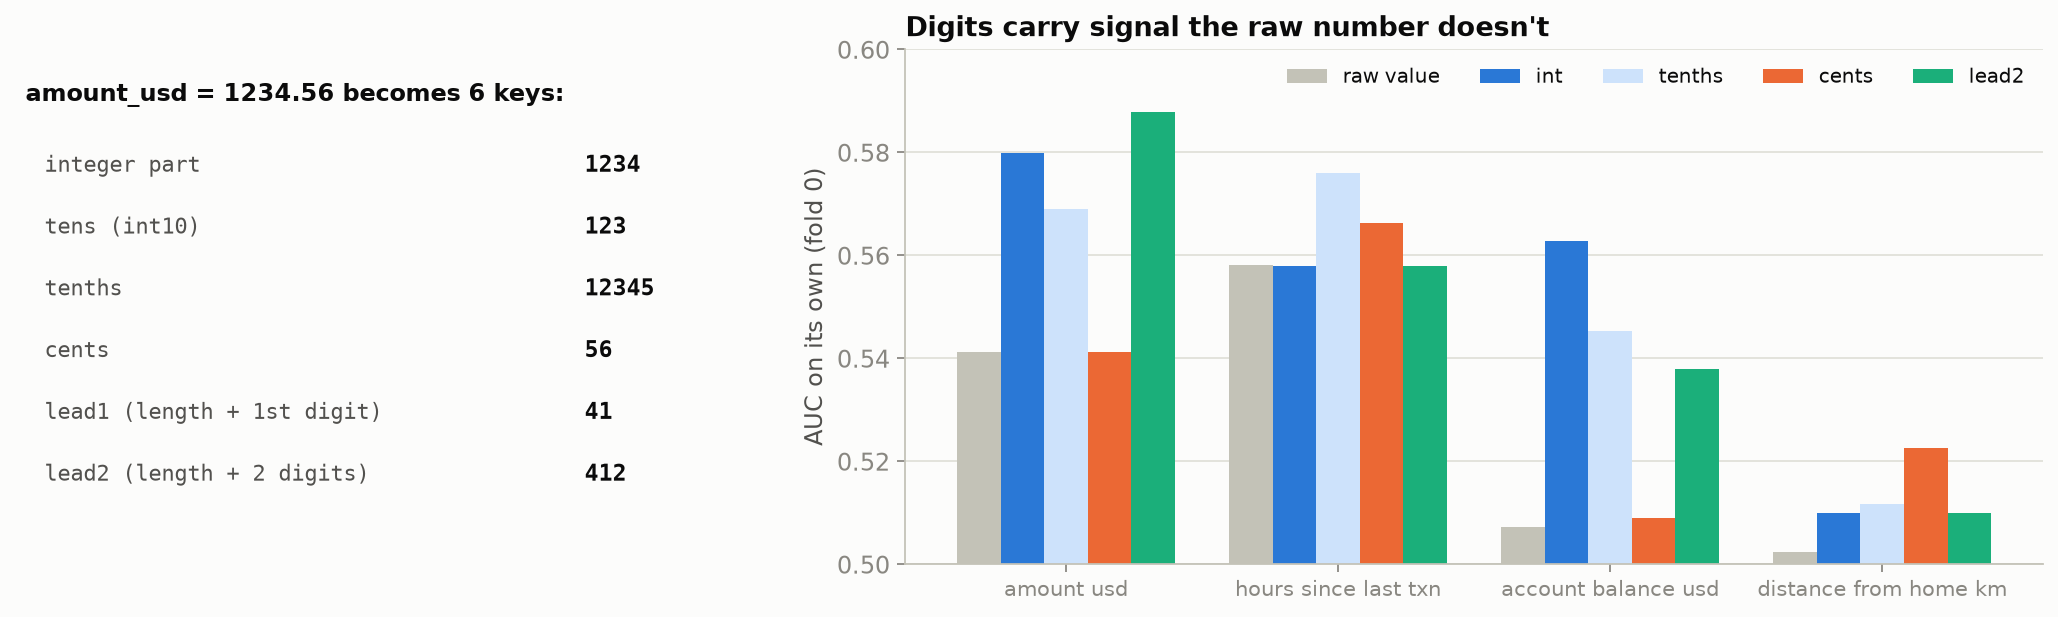 amount_usd = 1234.56 becomes 6 keys:
integer part 1234
tens (int10) 123
tenths 12345
cents 56
lead1 (length + 1st digit) 41
lead2 (length + 2 digits) 412
Digits carry signal the raw number doesn't
raw value int tenths cents lead2
AUC on its own (fold 0)
0.60
0.58
0.56
0.54
0.52
0.50
amount usd hours since last txn account balance usd distance from home km